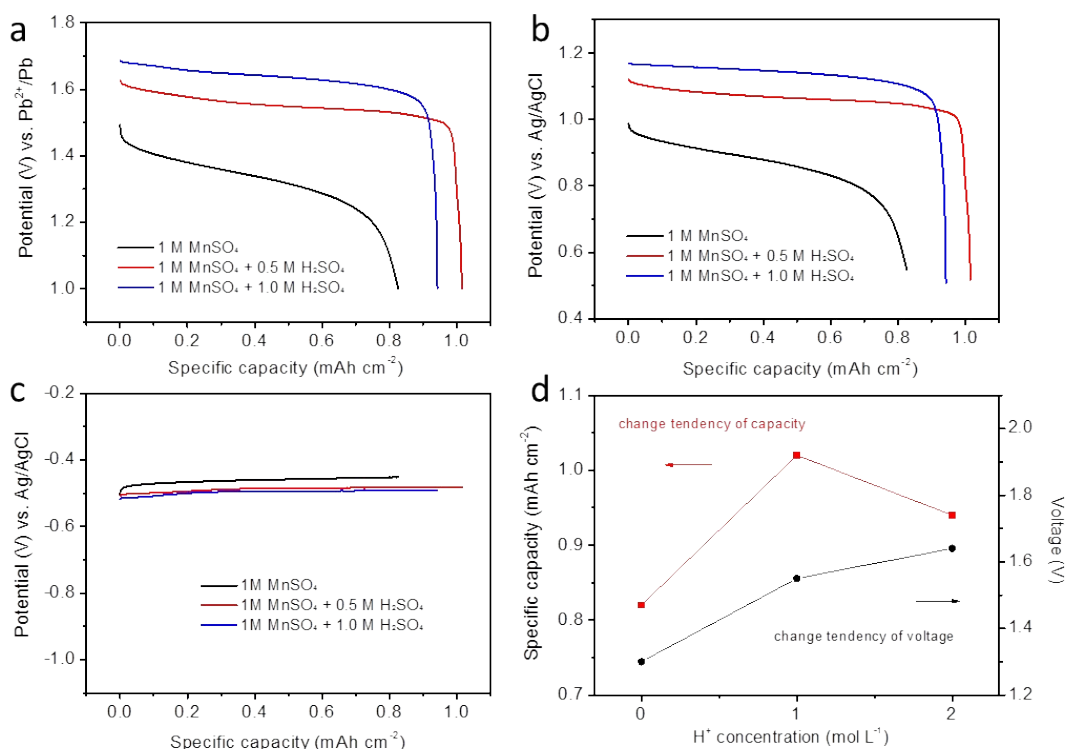 a
1.8
1.6
1.4
1.2
1.0
Potential (V) vs. Pb²⁺/Pb
1 M MnSO₄
1 M MnSO₄ + 0.5 M H₂SO₄
1 M MnSO₄ + 1.0 M H₂SO₄
0.0 0.2 0.4 0.6 0.8 1.0
Specific capacity (mAh cm⁻²)
b
1.2
1.0
0.8
0.6
0.4
Potential (V) vs. Ag/AgCl
1 M MnSO₄
1 M MnSO₄ + 0.5 M H₂SO₄
1 M MnSO₄ + 1.0 M H₂SO₄
0.0 0.2 0.4 0.6 0.8 1.0
Specific capacity (mAh cm⁻²)
c
-0.2
-0.4
-0.6
-0.8
-1.0
Potential (V) vs. Ag/AgCl
1M MnSO₄
1M MnSO₄ + 0.5 M H₂SO₄
1M MnSO₄ + 1.0 M H₂SO₄
0.0 0.2 0.4 0.6 0.8 1.0
Specific capacity (mAh cm⁻²)
d
1.1
1.0
0.9
0.8
0.7
Specific capacity (mAh cm⁻²)
change tendency of capacity
change tendency of voltage
2.0
1.8
1.6
1.4
1.2
Voltage (V)
0 1 2
H⁺ concentration (mol L⁻¹)